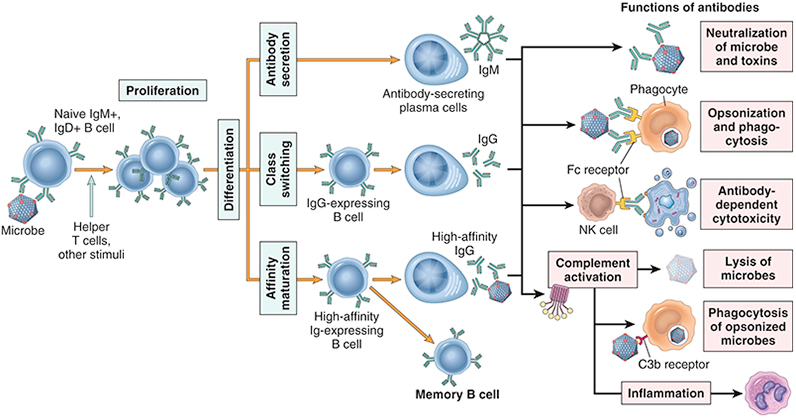 Functions of antibodies
Proliferation
Naive IgM+,
IgD+ B cell
Microbe
Helper
T cells,
other stimuli
Differentiation
Antibody
secretion
IgM
Antibody-secreting
plasma cells
Class
switching
IgG-expressing
B cell
IgG
Affinity
maturation
High-affinity
Ig-expressing
B cell
High-affinity
IgG
Memory B cell
Neutralization
of microbe
and toxins
Phagocyte
Opsonization
and phago-
cytosis
Fc receptor
NK cell
Antibody-
dependent
cytotoxicity
Complement
activation
Lysis of
microbes
Phagocytosis
of opsonized
microbes
C3b receptor
Inflammation